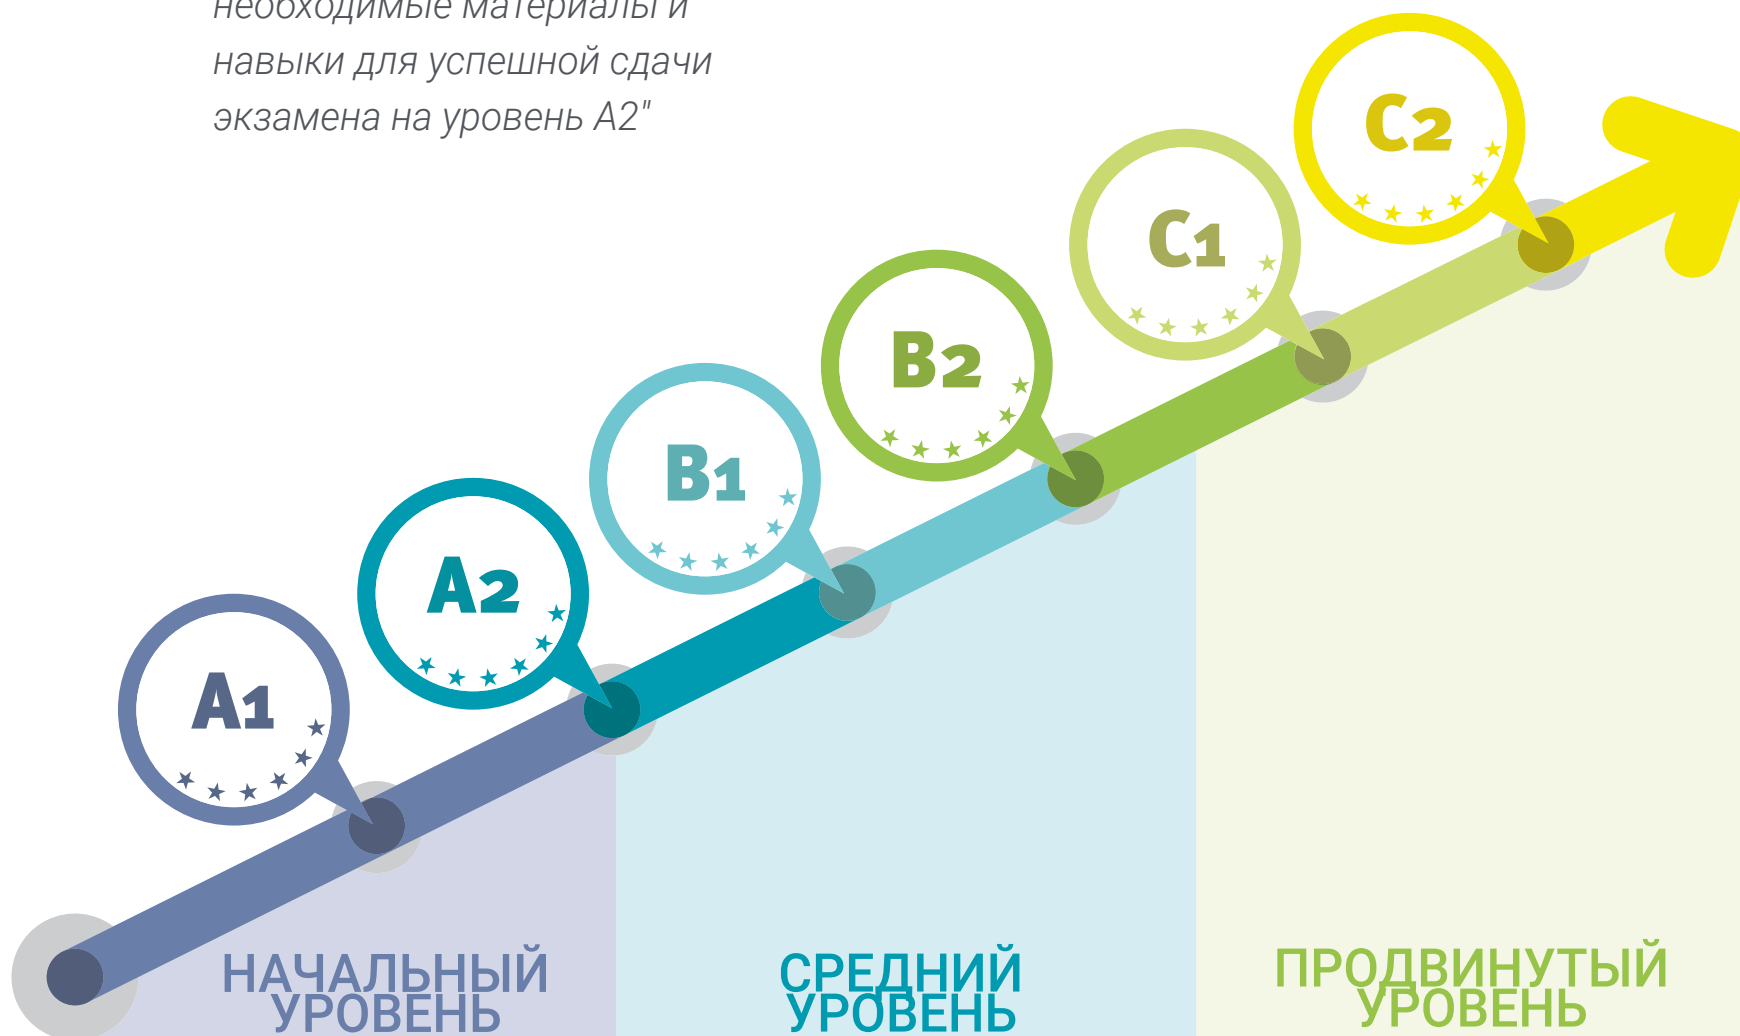 необходимые материалы и
навыки для успешной сдачи
экзамена на уровень А2"
C2
C1
B2
B1
A2
A1
НАЧАЛЬНЫЙ
УРОВЕНЬ
СРЕДНИЙ
УРОВЕНЬ
ПРОДВИНУТЫЙ
УРОВЕНЬ